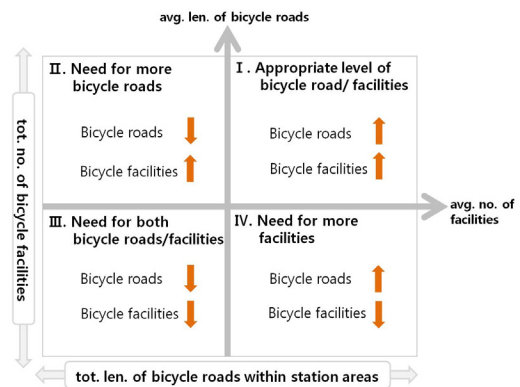 avg. len. of bicycle roads
Ⅱ. Need for more
bicycle roads
Bicycle roads
Bicycle facilities
Ⅰ. Appropriate level of
bicycle road/ facilities
Bicycle roads
Bicycle facilities
tot. no. of bicycle facilities
avg. no. of
facilities
Ⅲ. Need for both
bicycle roads/facilities
Bicycle roads
Bicycle facilities
Ⅳ. Need for more
facilities
Bicycle roads
Bicycle facilities
tot. len. of bicycle roads within station areas